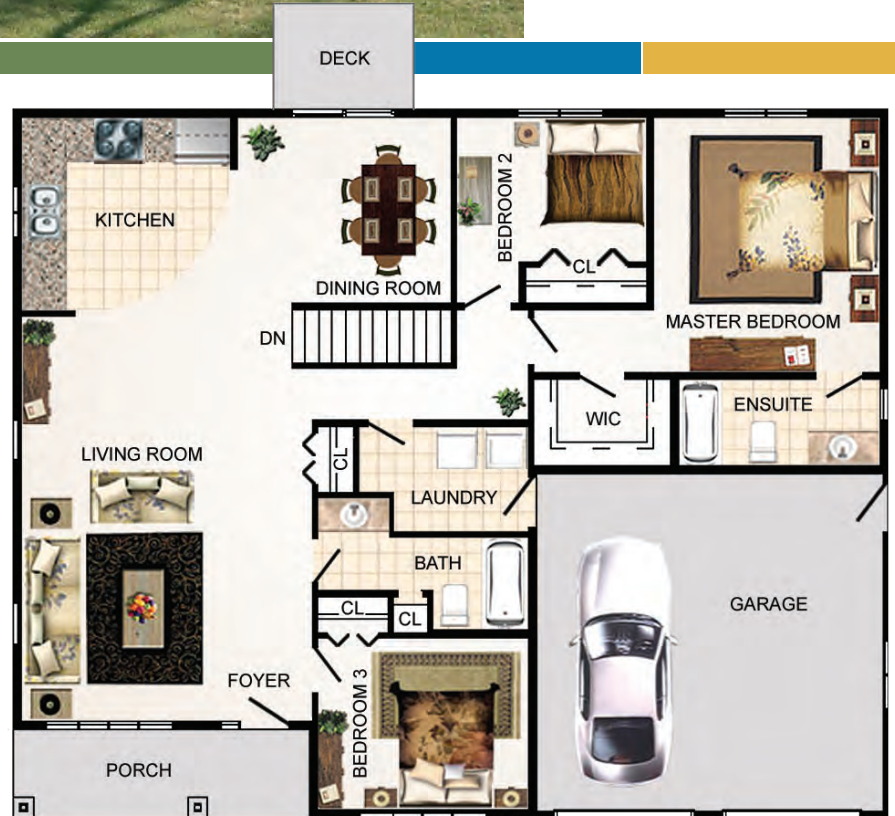 DECK
KITCHEN
BEDROOM 2
CL
DINING ROOM
MASTER BEDROOM
DN
WIC
ENSUITE
LIVING ROOM
CL
LAUNDRY
BATH
GARAGE
CL
CL
FOYER
BEDROOM 3
PORCH